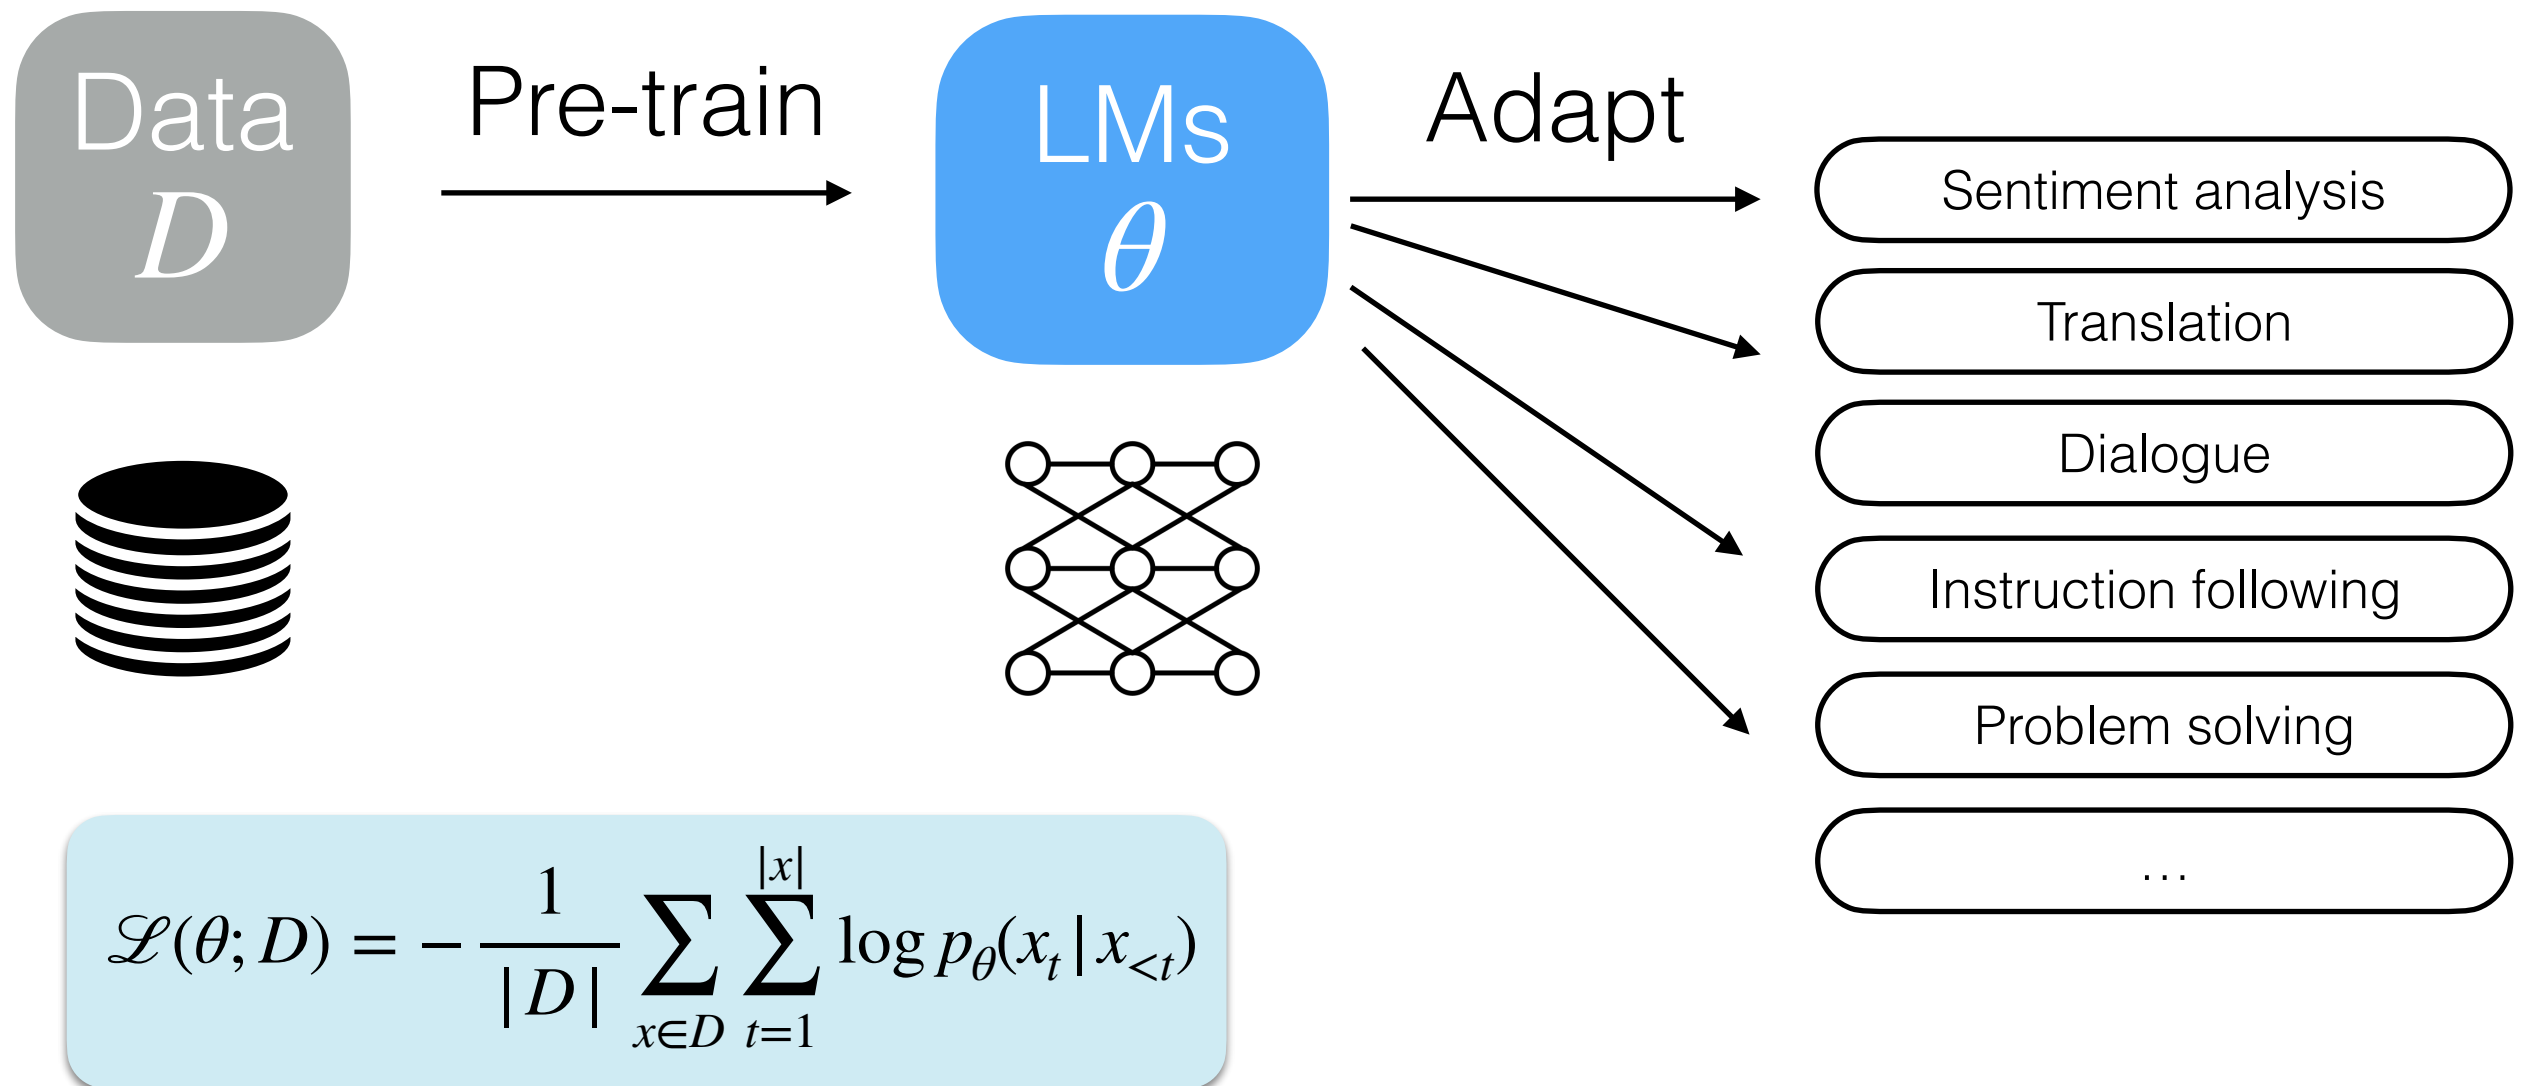 Data
D
Pre-train
LMs
θ
Adapt
Sentiment analysis
Translation
Dialogue
Instruction following
Problem solving
...
ℒ(θ; D) = − 1/|D| ∑_{x∈D} ∑_{t=1}^{|x|} log p_θ(x_t | x_{<t})